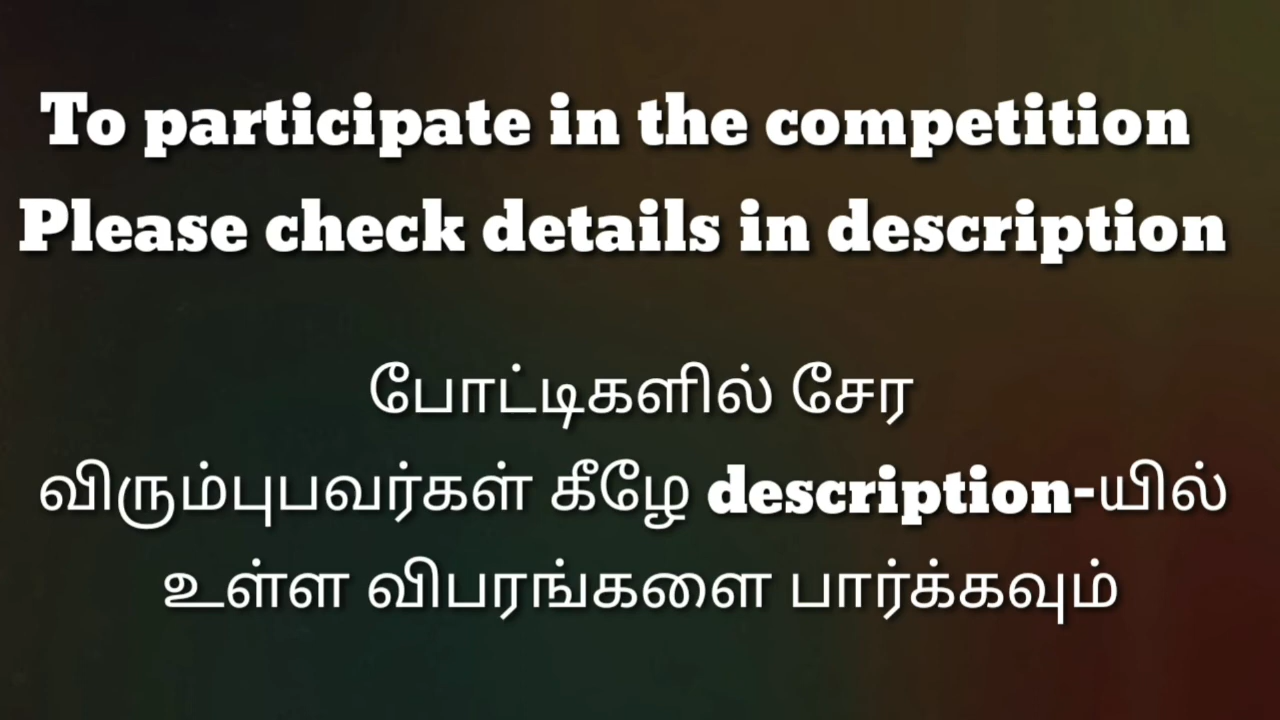 To participate in the competition
Please check details in description
போட்டிகளில் சேர
விரும்புபவர்கள் கீழே description-யில்
உள்ள விபரங்களை பார்க்கவும்